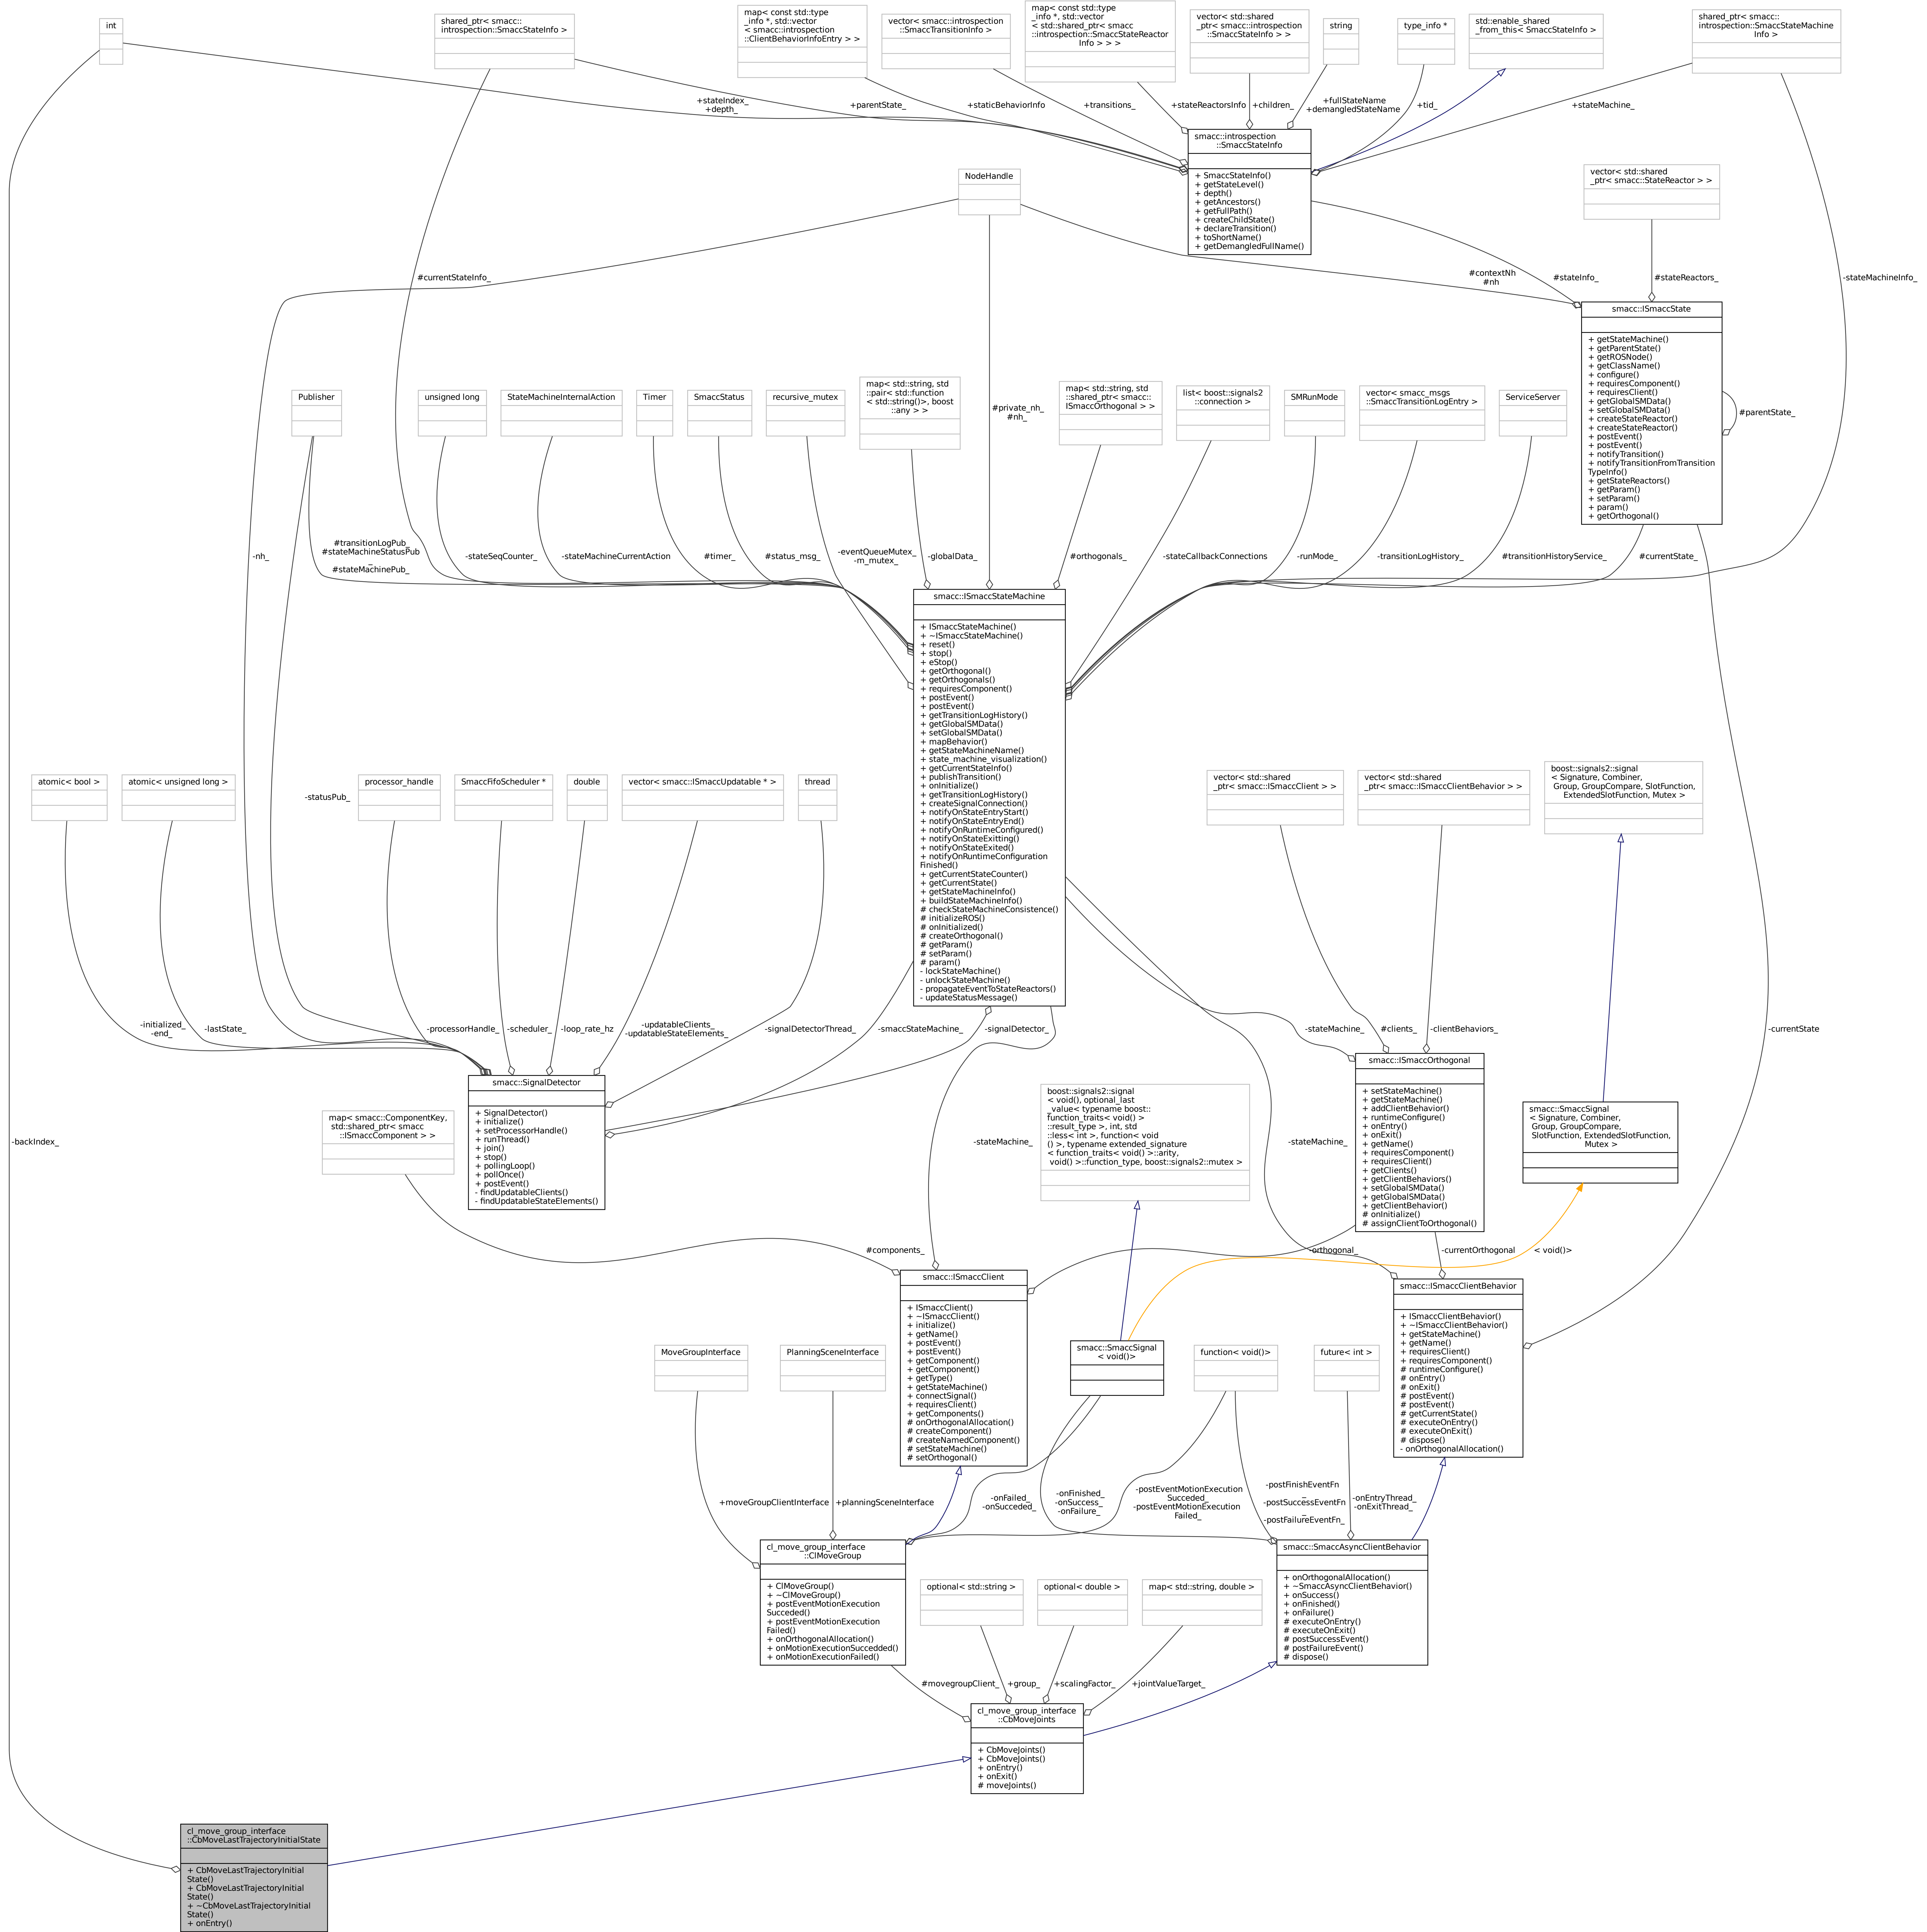 int
shared_ptr< smacc::
introspection::SmaccStateInfo >
map< const std::type
_info *, std::vector
< smacc::introspection
::ClientBehaviorInfoEntry > >
vector< smacc::introspection
::SmaccTransitionInfo >
map< const std::type
_info *, std::vector
< std::shared_ptr< smacc
::introspection::SmaccStateReactor
Info > > >
vector< std::shared
_ptr< smacc::introspection
::SmaccStateInfo > >
string
type_info *
std::enable_shared
_from_this< SmaccStateInfo >
shared_ptr< smacc::
introspection::SmaccStateMachine
Info >
+stateIndex_
+depth_
+parentState_
+staticBehaviorInfo
+transitions_
+stateReactorsInfo
+children_
+fullStateName
+demangledStateName
+tid_
+stateMachine_
smacc::introspection
::SmaccStateInfo
+ SmaccStateInfo()
+ getStateLevel()
+ depth()
+ getAncestors()
+ getFullPath()
+ createChildState()
+ declareTransition()
+ toShortName()
+ getDemangledFullName()
NodeHandle
vector< std::shared
_ptr< smacc::StateReactor > >
#currentStateInfo_
#contextNh
#nh
#stateInfo_
#stateReactors_
-stateMachineInfo_
smacc::ISmaccState
+ getStateMachine()
+ getParentState()
+ getROSNode()
+ getClassName()
+ configure()
+ requiresComponent()
+ requiresClient()
+ getGlobalSMData()
+ setGlobalSMData()
+ createStateReactor()
+ createStateReactor()
+ postEvent()
+ postEvent()
+ notifyTransition()
+ notifyTransitionFromTransition
TypeInfo()
+ getStateReactors()
+ getParam()
+ setParam()
+ param()
+ getOrthogonal()
#parentState_
Publisher
unsigned long
StateMachineInternalAction
Timer
SmaccStatus
recursive_mutex
map< std::string, std
::pair< std::function
< std::string()>, boost
::any > >
#private_nh_
#nh_
map< std::string, std
::shared_ptr< smacc::
ISmaccOrthogonal > >
list< boost::signals2
::connection >
SMRunMode
vector< smacc_msgs
::SmaccTransitionLogEntry >
ServiceServer
-nh_
#transitionLogPub_
#stateMachineStatusPub
_
#stateMachinePub_
-stateSeqCounter_
-stateMachineCurrentAction
#timer_
#status_msg_
-eventQueueMutex_
-m_mutex_
-globalData_
#orthogonals_
-stateCallbackConnections
-runMode_
-transitionLogHistory_
#transitionHistoryService_
#currentState_
smacc::ISmaccStateMachine
+ ISmaccStateMachine()
+ ~ISmaccStateMachine()
+ reset()
+ stop()
+ eStop()
+ getOrthogonal()
+ getOrthogonals()
+ requiresComponent()
+ postEvent()
+ postEvent()
+ getTransitionLogHistory()
+ getGlobalSMData()
+ setGlobalSMData()
+ mapBehavior()
+ getStateMachineName()
+ state_machine_visualization()
+ getCurrentStateInfo()
+ publishTransition()
+ onInitialize()
+ getTransitionLogHistory()
+ createSignalConnection()
+ notifyOnStateEntryStart()
+ notifyOnStateEntryEnd()
+ notifyOnRuntimeConfigured()
+ notifyOnStateExitting()
+ notifyOnStateExited()
+ notifyOnRuntimeConfiguration
Finished()
+ getCurrentStateCounter()
+ getCurrentState()
+ getStateMachineInfo()
+ buildStateMachineInfo()
# checkStateMachineConsistence()
# initializeROS()
# onInitialized()
# createOrthogonal()
# getParam()
# setParam()
# param()
- lockStateMachine()
- unlockStateMachine()
- propagateEventToStateReactors()
- updateStatusMessage()
atomic< bool >
atomic< unsigned long >
-statusPub_
processor_handle
SmaccFifoScheduler *
double
vector< smacc::ISmaccUpdatable * >
thread
vector< std::shared
_ptr< smacc::ISmaccClient > >
vector< std::shared
_ptr< smacc::ISmaccClientBehavior > >
boost::signals2::signal
< Signature, Combiner,
Group, GroupCompare, SlotFunction,
ExtendedSlotFunction, Mutex >
-initialized_
-end_
-lastState_
-processorHandle_
-scheduler_
-loop_rate_hz
-updatableClients_
-updatableStateElements_
-signalDetectorThread_
-smaccStateMachine_
-signalDetector_
-stateMachine_
#clients_
-clientBehaviors_
-currentState
smacc::SignalDetector
+ SignalDetector()
+ initialize()
+ setProcessorHandle()
+ runThread()
+ join()
+ stop()
+ pollingLoop()
+ pollOnce()
+ postEvent()
- findUpdatableClients()
- findUpdatableStateElements()
smacc::ISmaccOrthogonal
+ setStateMachine()
+ getStateMachine()
+ addClientBehavior()
+ runtimeConfigure()
+ onEntry()
+ onExit()
+ getName()
+ requiresComponent()
+ requiresClient()
+ getClients()
+ getClientBehaviors()
+ setGlobalSMData()
+ getGlobalSMData()
+ getClientBehavior()
# onInitialize()
# assignClientToOrthogonal()
map< smacc::ComponentKey,
std::shared_ptr< smacc
::ISmaccComponent > >
boost::signals2::signal
< void(), optional_last
_value< typename boost::
function_traits< void() >
::result_type >, int, std
::less< int >, function< void
() >, typename extended_signature
< function_traits< void() >::arity,
void() >::function_type, boost::signals2::mutex >
smacc::SmaccSignal
< Signature, Combiner,
Group, GroupCompare,
SlotFunction, ExtendedSlotFunction,
Mutex >
-backIndex_
-stateMachine_
-stateMachine_
#components_
-orthogonal_
-currentOrthogonal
< void()>
smacc::ISmaccClient
+ ISmaccClient()
+ ~ISmaccClient()
+ initialize()
+ getName()
+ postEvent()
+ postEvent()
+ getComponent()
+ getComponent()
+ getType()
+ getStateMachine()
+ connectSignal()
+ requiresClient()
+ getComponents()
# onOrthogonalAllocation()
# createComponent()
# createNamedComponent()
# setStateMachine()
# setOrthogonal()
smacc::ISmaccClientBehavior
+ ISmaccClientBehavior()
+ ~ISmaccClientBehavior()
+ getStateMachine()
+ getName()
+ requiresClient()
+ requiresComponent()
# runtimeConfigure()
# onEntry()
# onExit()
# postEvent()
# postEvent()
# getCurrentState()
# executeOnEntry()
# executeOnExit()
# dispose()
- onOrthogonalAllocation()
MoveGroupInterface
PlanningSceneInterface
smacc::SmaccSignal
< void()>
function< void()>
future< int >
+moveGroupClientInterface
+planningSceneInterface
-onFailed_
-onSucceded_
-onFinished_
-onSuccess_
-onFailure_
-postEventMotionExecution
Succeded_
-postEventMotionExecution
Failed_
-postFinishEventFn
_
-postSuccessEventFn
_
-postFailureEventFn_
-onEntryThread_
-onExitThread_
cl_move_group_interface
::ClMoveGroup
+ ClMoveGroup()
+ ~ClMoveGroup()
+ postEventMotionExecution
Succeded()
+ postEventMotionExecution
Failed()
+ onOrthogonalAllocation()
+ onMotionExecutionSuccedded()
+ onMotionExecutionFailed()
smacc::SmaccAsyncClientBehavior
+ onOrthogonalAllocation()
+ ~SmaccAsyncClientBehavior()
+ onSuccess()
+ onFinished()
+ onFailure()
# executeOnEntry()
# executeOnExit()
# postSuccessEvent()
# postFailureEvent()
# dispose()
optional< std::string >
optional< double >
map< std::string, double >
#movegroupClient_
+group_
+scalingFactor_
+jointValueTarget_
cl_move_group_interface
::CbMoveJoints
+ CbMoveJoints()
+ CbMoveJoints()
+ onEntry()
+ onExit()
# moveJoints()
cl_move_group_interface
::CbMoveLastTrajectoryInitialState
+ CbMoveLastTrajectoryInitial
State()
+ CbMoveLastTrajectoryInitial
State()
+ ~CbMoveLastTrajectoryInitial
State()
+ onEntry()